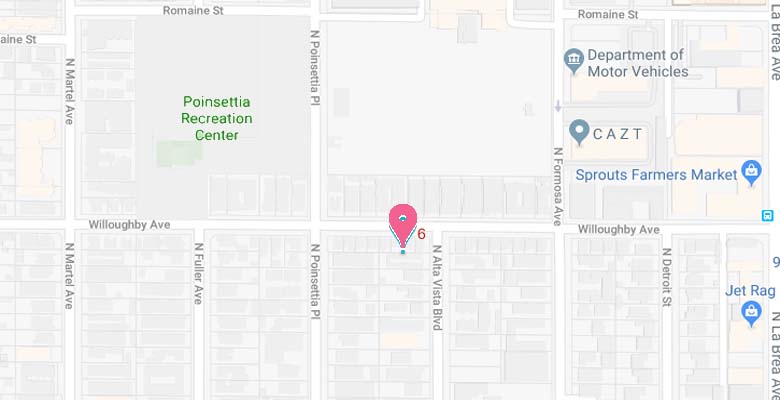 Romaine St
Romaine St
maine St
La Brea Ave
N Poinsettia Pl
N Martel Ave
Department of
Motor Vehicles
Poinsettia
Recreation
Center
CAZT
N Formosa Ave
Sprouts Farmers Market
Willoughby Ave
Willoughby Ave
6
N Martel Ave
N Fuller Ave
N Poinsettia Pl
N Alta Vista Blvd
N Detroit St
9
Jet Rag
N La Brea Ave